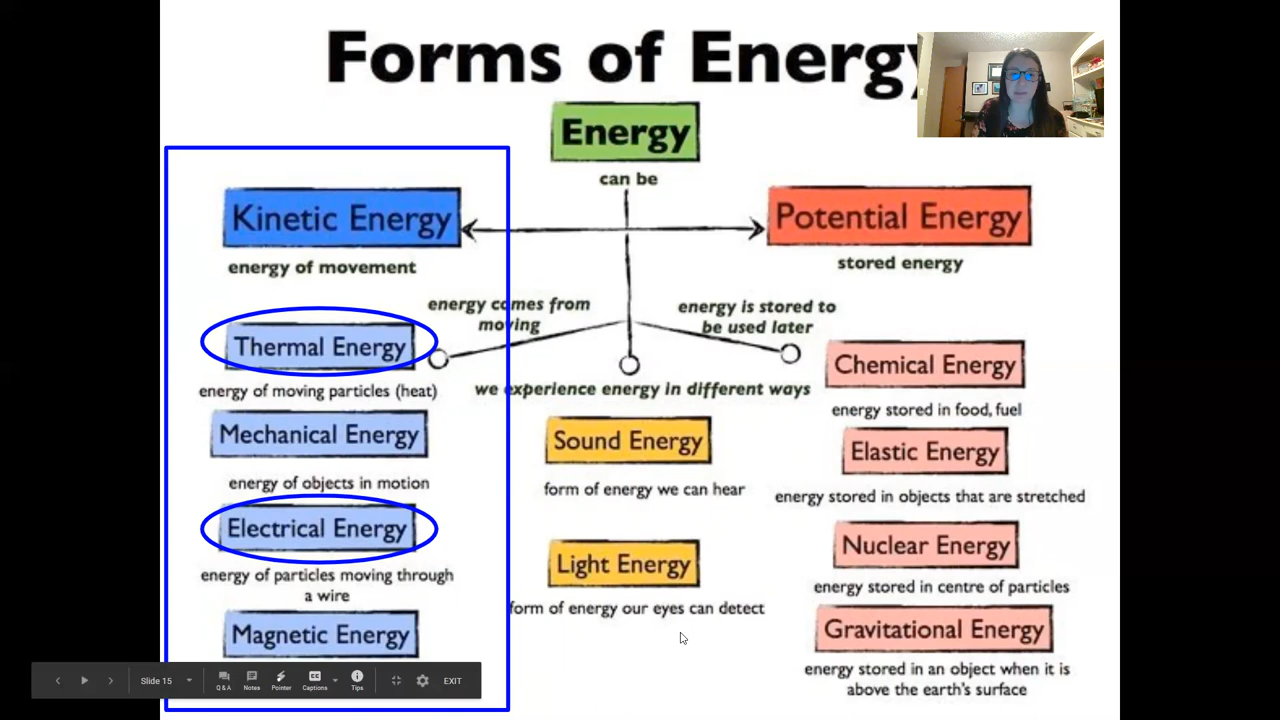 Forms of Energy
Energy
can be
Kinetic Energy
energy of movement
Potential Energy
stored energy
energy comes from
moving
energy is stored to
be used later
we experience energy in different ways
Thermal Energy
energy of moving particles (heat)
Mechanical Energy
energy of objects in motion
Electrical Energy
energy of particles moving through
a wire
Magnetic Energy
Sound Energy
form of energy we can hear
Light Energy
form of energy our eyes can detect
Chemical Energy
energy stored in food, fuel
Elastic Energy
energy stored in objects that are stretched
Nuclear Energy
energy stored in centre of particles
Gravitational Energy
energy stored in an object when it is
above the earth's surface
Slide 15
Q & A
Notes
Pointer
CC
Captions
Tips
EXIT